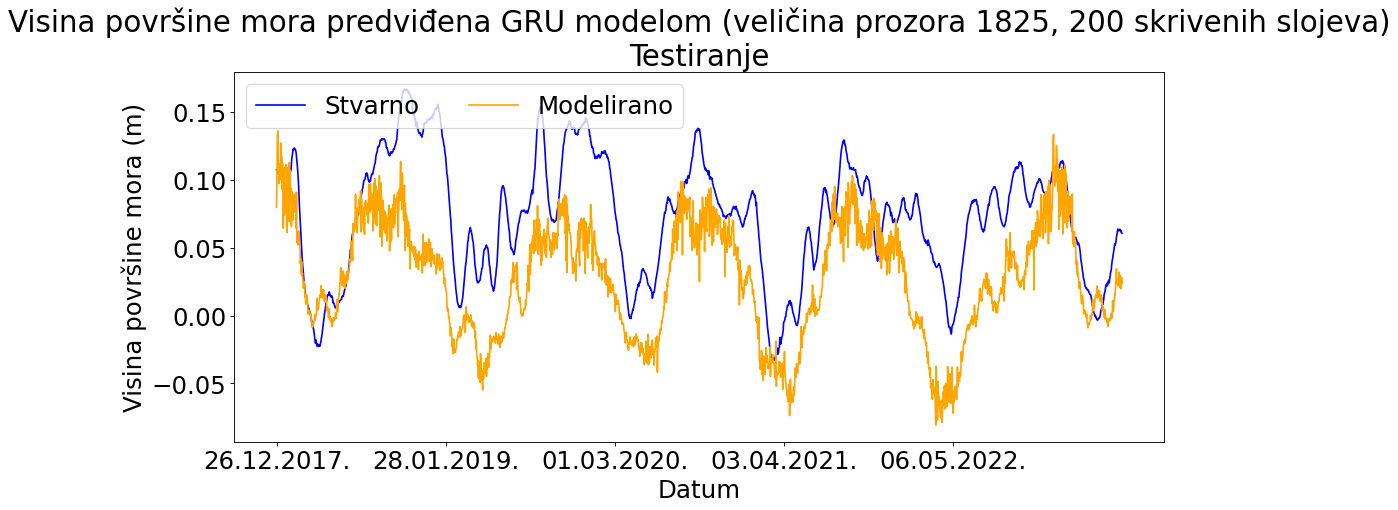 Visina površine mora predviđena GRU modelom (veličina prozora 1825, 200 skrivenih slojeva)
Testiranje
Stvarno
Modelirano
Visina površine mora (m)
0.15
0.10
0.05
0.00
−0.05
26.12.2017.
28.01.2019.
01.03.2020.
03.04.2021.
06.05.2022.
Datum